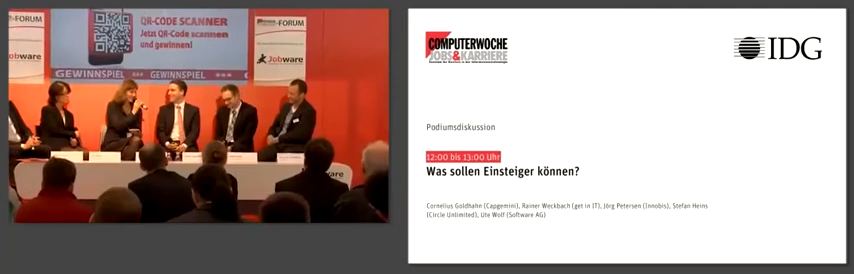 QR-CODE SCANNER
Jetzt QR-Code scannen
und gewinnen!
GEWINNSPIEL
GEWINNSPIEL
-FORUM
Jobware
-FORUM
Jobware
COMPUTERWOCHE
JOBS&KARRIERE
IDG
Podiumsdiskussion
12:00 bis 13:00 Uhr
Was sollen Einsteiger können?
Cornelius Goldhahn (Capgemini), Rainer Weckbach (get in IT), Jörg Petersen (Innobis), Stefan Heins
(Circle Unlimited), Ute Wolf (Software AG)